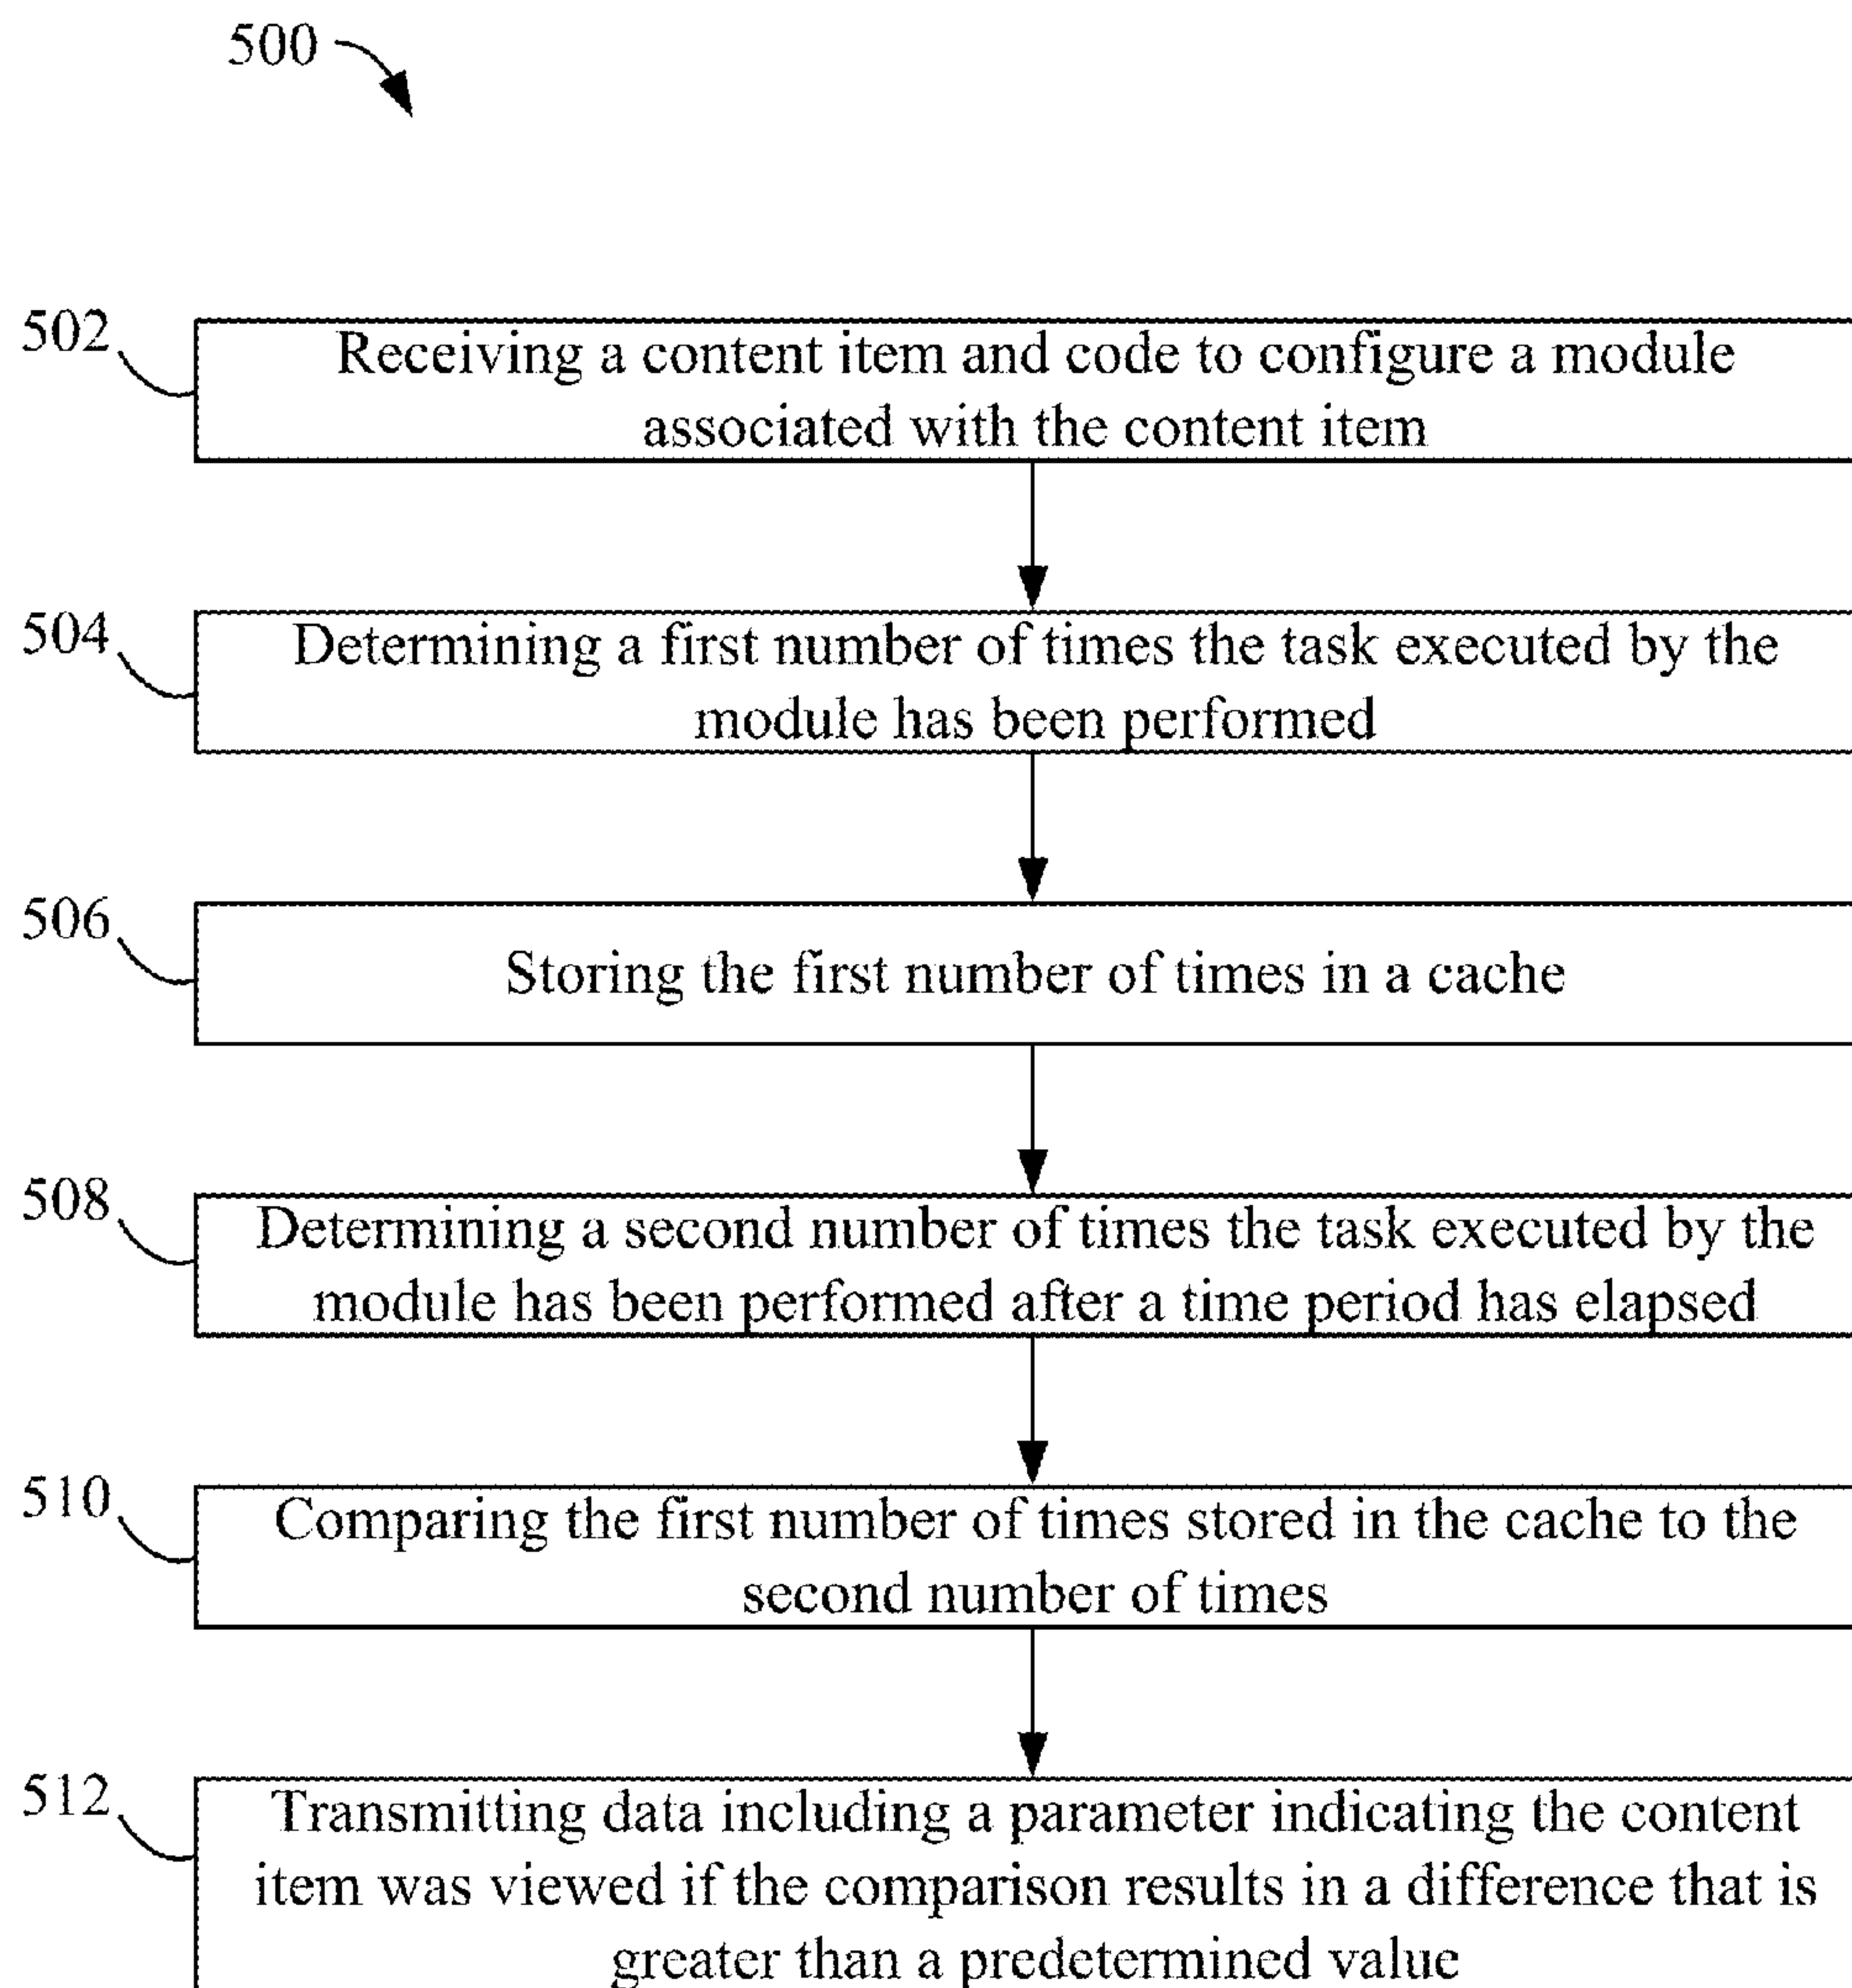 500
502
Receiving a content item and code to configure a module
associated with the content item
504
Determining a first number of times the task executed by the
module has been performed
506
Storing the first number of times in a cache
508
Determining a second number of times the task executed by the
module has been performed after a time period has elapsed
510
Comparing the first number of times stored in the cache to the
second number of times
512
Transmitting data including a parameter indicating the content
item was viewed if the comparison results in a difference that is
greater than a predetermined value